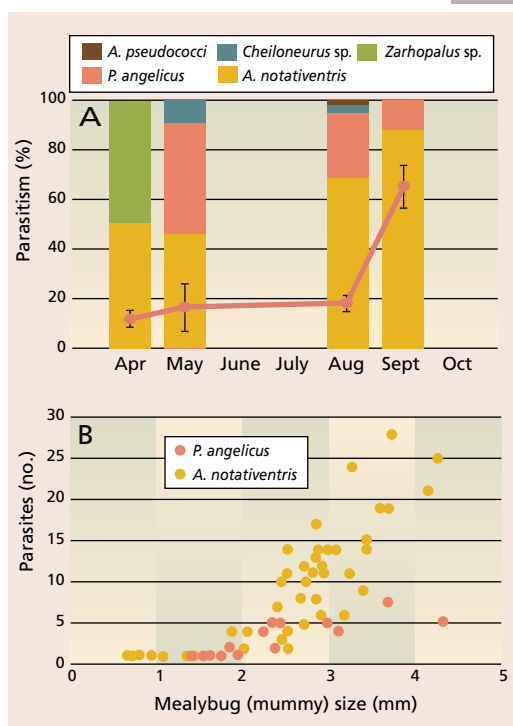 A. pseudococci Cheiloneurus sp. Zarhopalus sp.
P. angelicus A. notativentris
A
Parasitism (%)
100
80
60
40
20
0
Apr May June July Aug Sept Oct
B
P. angelicus
A. notativentris
Parasites (no.)
30
25
20
15
10
5
0
0 1 2 3 4 5
Mealybug (mummy) size (mm)